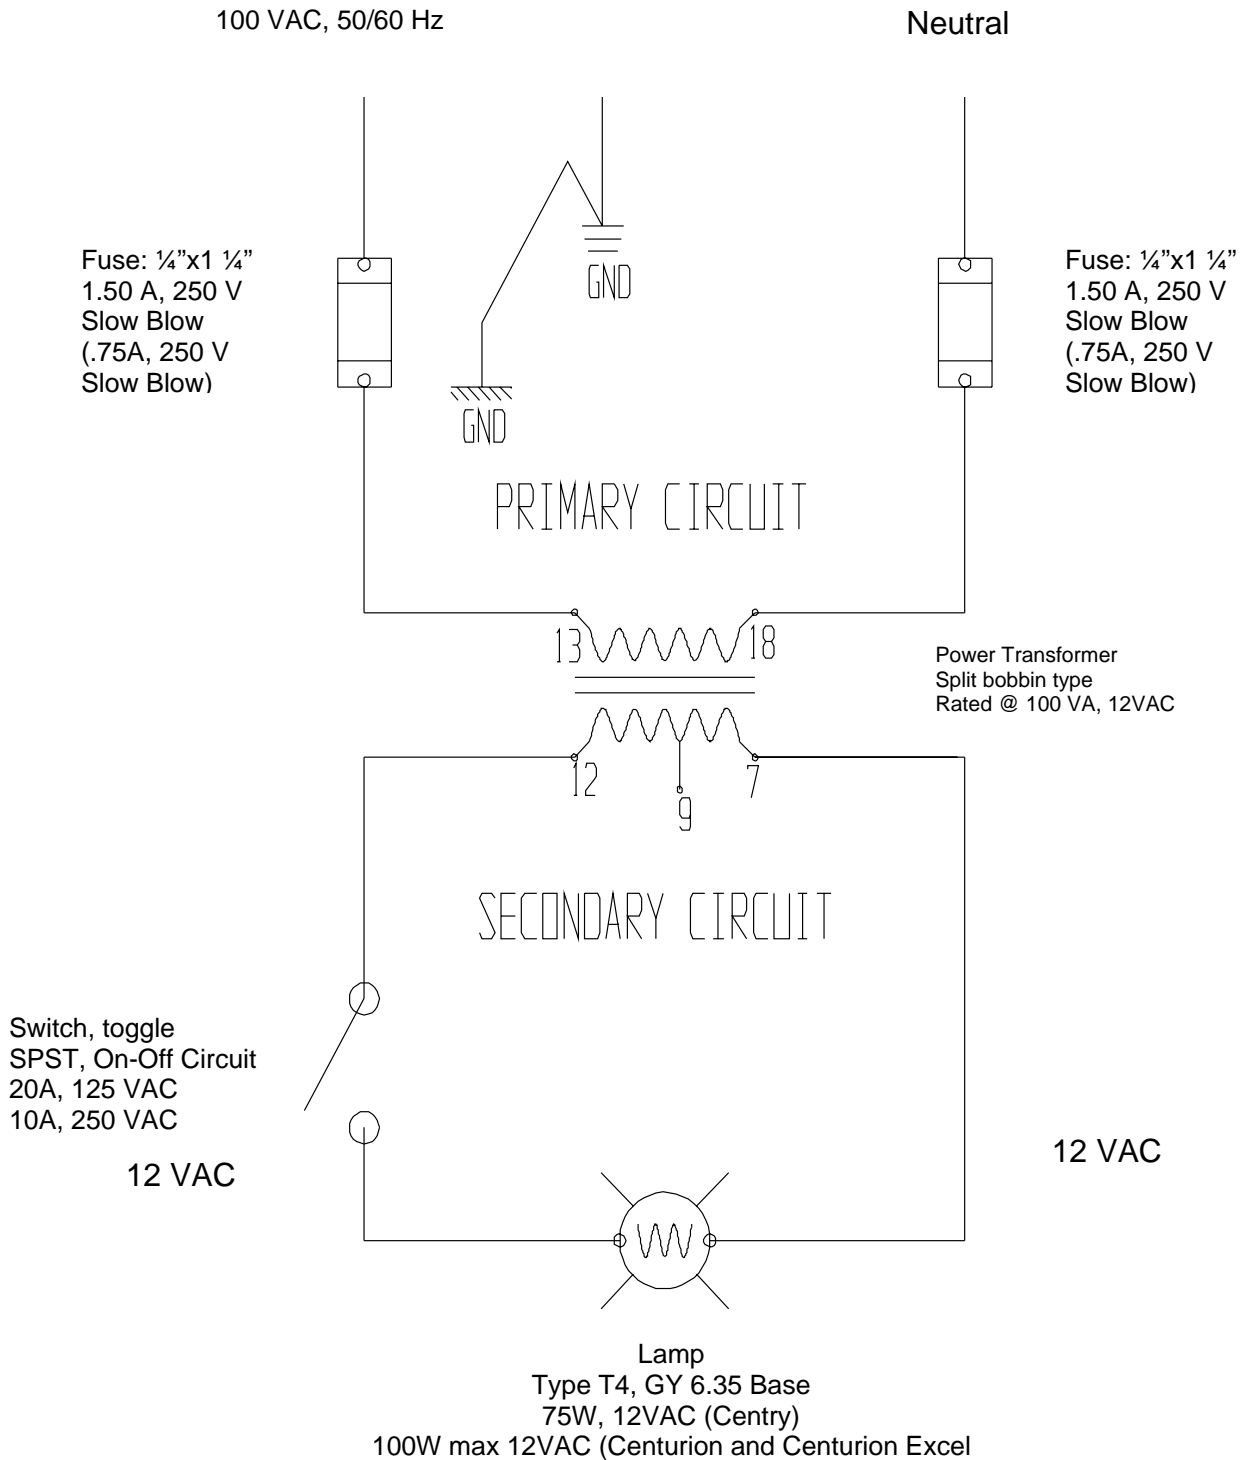 100 VAC, 50/60 Hz
Neutral
Fuse: ¼”x1 ¼”
1.50 A, 250 V
Slow Blow
(.75A, 250 V
Slow Blow)
GND
GND
Fuse: ¼”x1 ¼”
1.50 A, 250 V
Slow Blow
(.75A, 250 V
Slow Blow)
PRIMARY CIRCUIT
13
18
Power Transformer
Split bobbin type
Rated @ 100 VA, 12VAC
12
9
7
SECONDARY CIRCUIT
Switch, toggle
SPST, On-Off Circuit
20A, 125 VAC
10A, 250 VAC
12 VAC
12 VAC
Lamp
Type T4, GY 6.35 Base
75W, 12VAC (Centry)
100W max 12VAC (Centurion and Centurion Excel